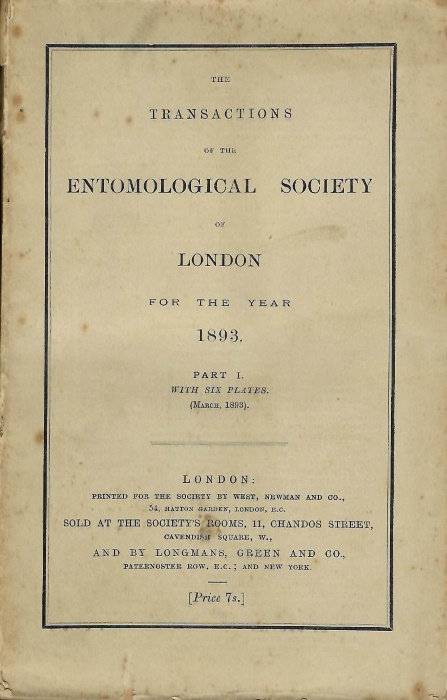 THE
TRANSACTIONS
OF THE
ENTOMOLOGICAL SOCIETY
OF
LONDON
FOR THE YEAR
1893.
PART I.
WITH SIX PLATES.
(March, 1893).
LONDON:
PRINTED FOR THE SOCIETY BY WEST, NEWMAN AND CO.,
54, HATTON GARDEN, LONDON, E.C.
SOLD AT THE SOCIETY'S ROOMS, 11, CHANDOS STREET,
CAVENDISH SQUARE, W.,
AND BY LONGMANS, GREEN AND CO.,
PATERNOSTER ROW, E.C.; AND NEW YORK.
[Price 7s.]